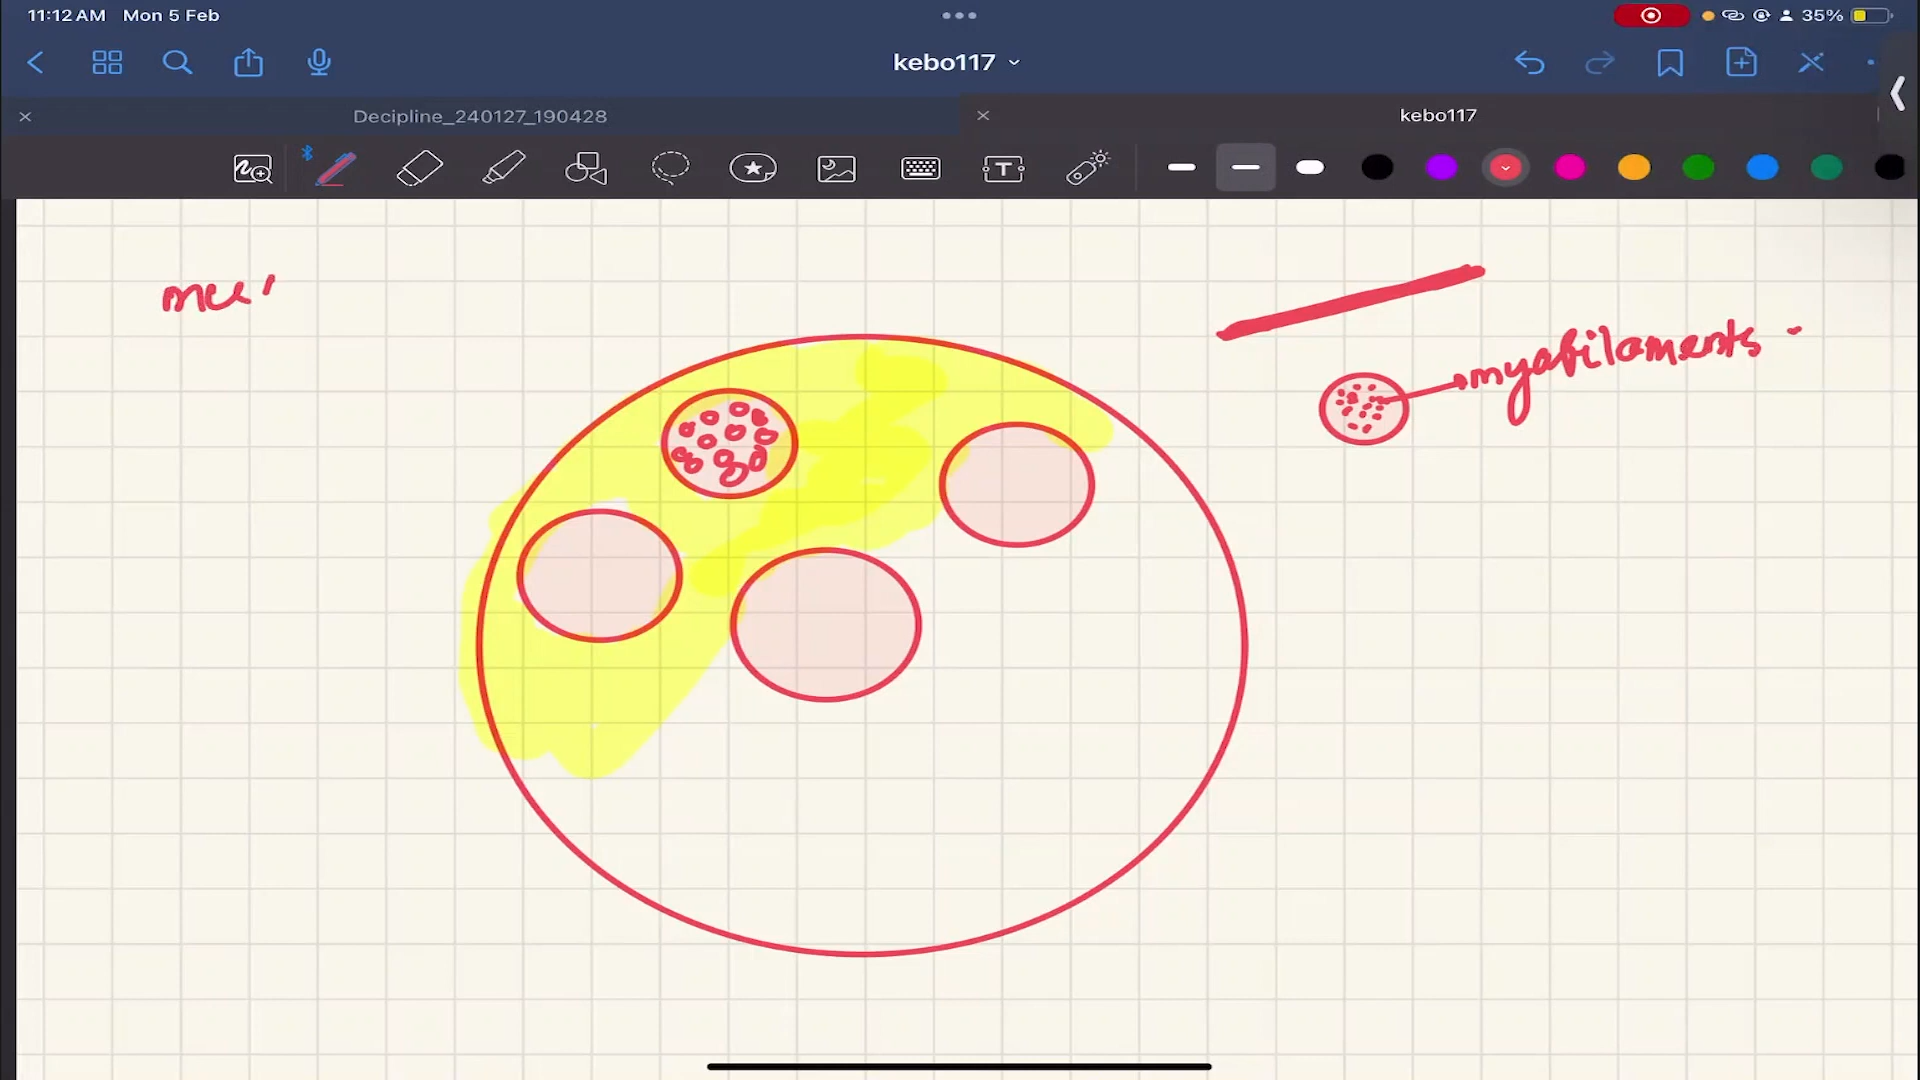 11:12 AM Mon 5 Feb
35%
kebo117
Decipline_240127_190428
kebo117
T
myofilaments -